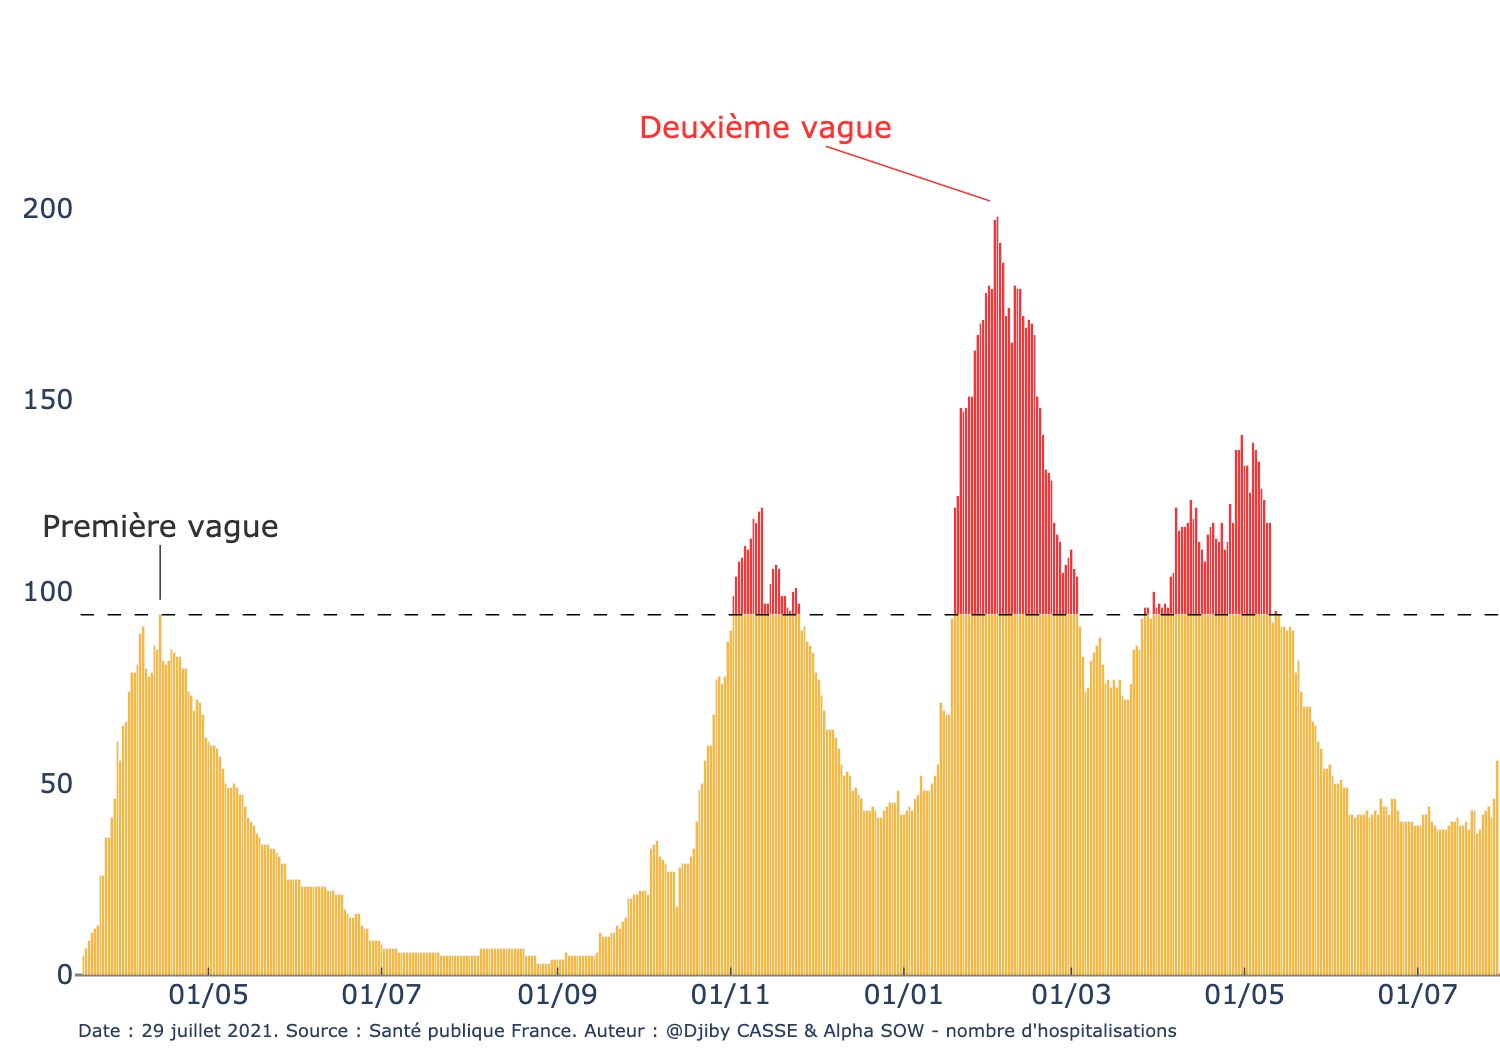 Deuxième vague
200
150
Première vague
100
50
0
01/05 01/07 01/09 01/11 01/01 01/03 01/05 01/07
Date : 29 juillet 2021. Source : Santé publique France. Auteur : @Djiby CASSE & Alpha SOW - nombre d'hospitalisations